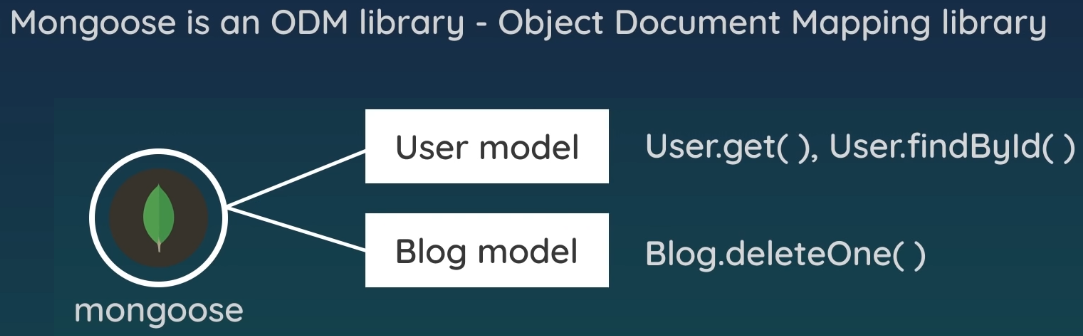 Mongoose is an ODM library - Object Document Mapping library
User model
User.get( ), User.findById( )
Blog model
Blog.deleteOne( )
mongoose